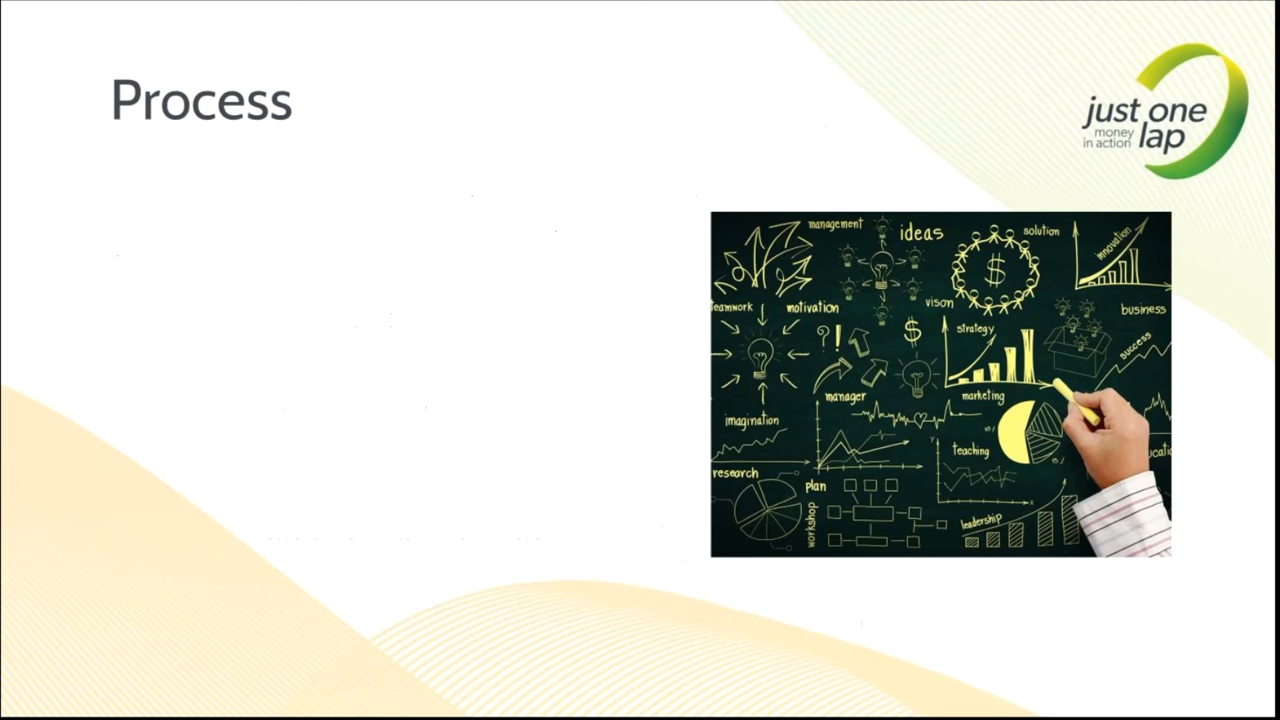 Process
just one
money
in action lap
management
ideas
solution
innovation
teamwork
motivation
vison
business
?!
$
$
strategy
success
manager
marketing
imagination
teaching
research
plan
workshop
leadership